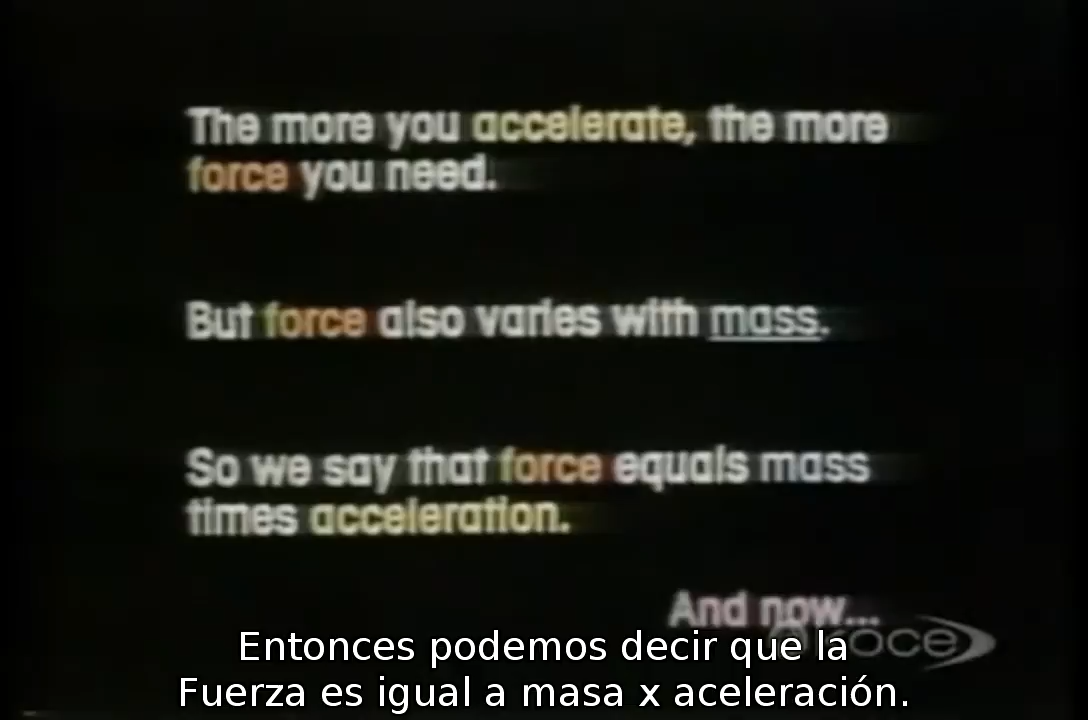 The more you accelerate, the more
force you need.
But force also varies with mass.
So we say that force equals mass
times acceleration.
And now...
Entonces podemos decir que la
Fuerza es igual a masa x aceleración.